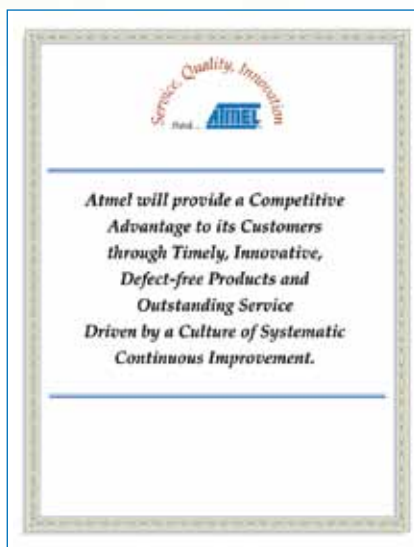 Service, Quality, Innovation
think...
ATMEL
Atmel will provide a Competitive
Advantage to its Customers
through Timely, Innovative,
Defect-free Products and
Outstanding Service
Driven by a Culture of Systematic
Continuous Improvement.